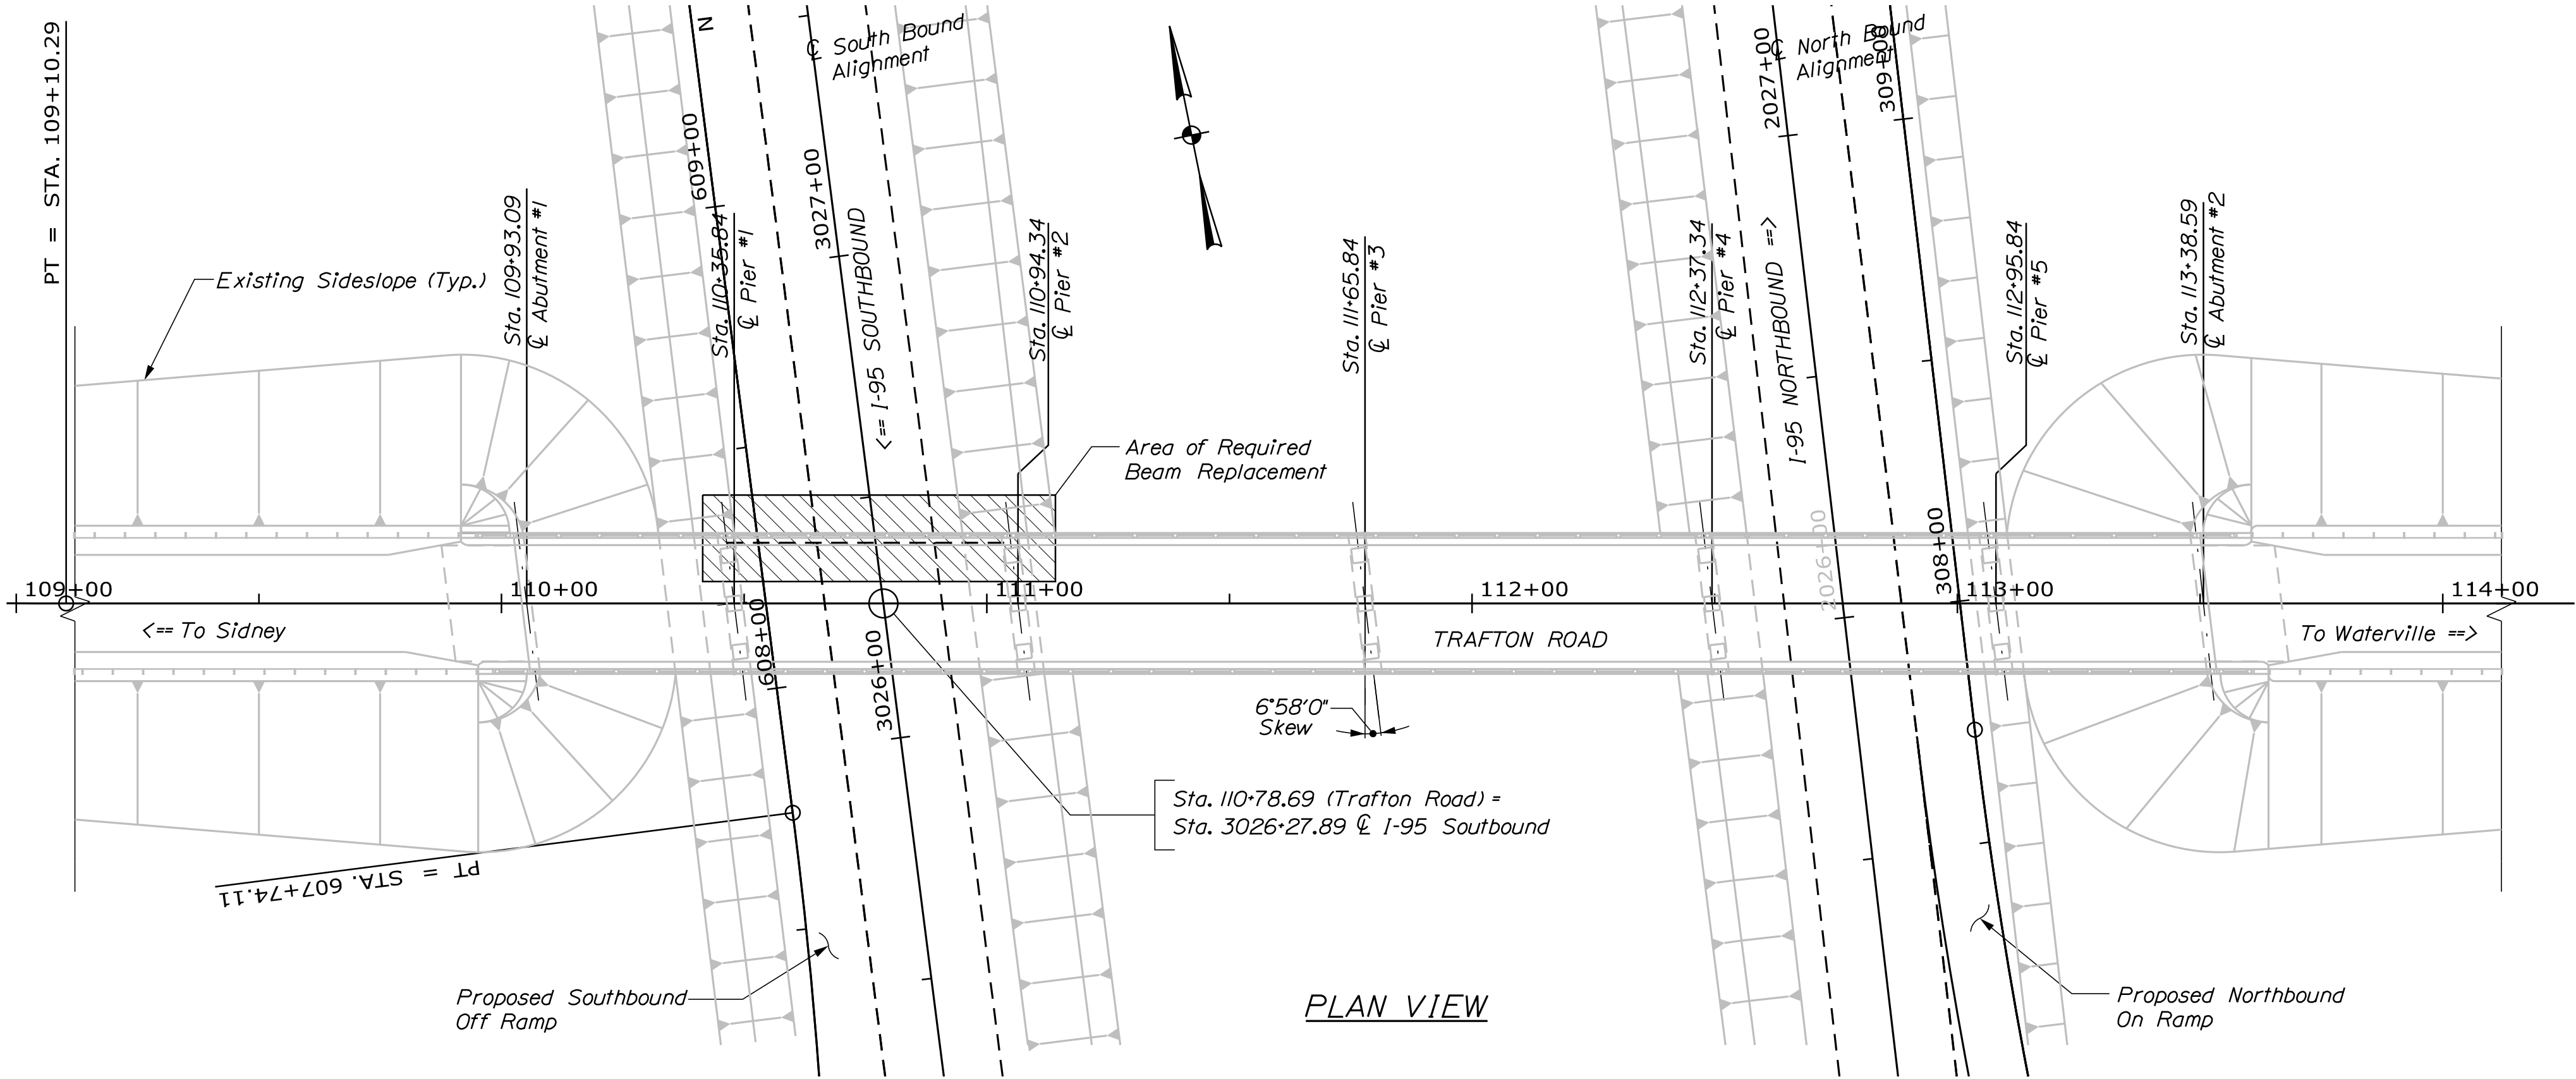 PT = STA. 109+10.29
N
℄ South Bound
Alignment
℄ North Bound
Alignment
609+00
3027+00
2027+00
309+00
Sta. 109+93.09
℄ Abutment #1
Sta. 110+35.84
℄ Pier #1
<== I-95 SOUTHBOUND
Sta. 110+94.34
℄ Pier #2
Sta. 111+65.84
℄ Pier #3
Sta. 112+37.34
℄ Pier #4
I-95 NORTHBOUND ==>
Sta. 112+95.84
℄ Pier #5
Sta. 113+38.59
℄ Abutment #2
Existing Sideslope (Typ.)
Area of Required
Beam Replacement
109+00
110+00
111+00
112+00
113+00
114+00
608+00
3026+00
2026+00
308+00
<== To Sidney
TRAFTON ROAD
To Waterville ==>
6°58'0"
Skew
Sta. 110+78.69 (Trafton Road) =
Sta. 3026+27.89 ℄ I-95 Soutbound
PT = STA. 607+74.11
Proposed Southbound
Off Ramp
PLAN VIEW
Proposed Northbound
On Ramp